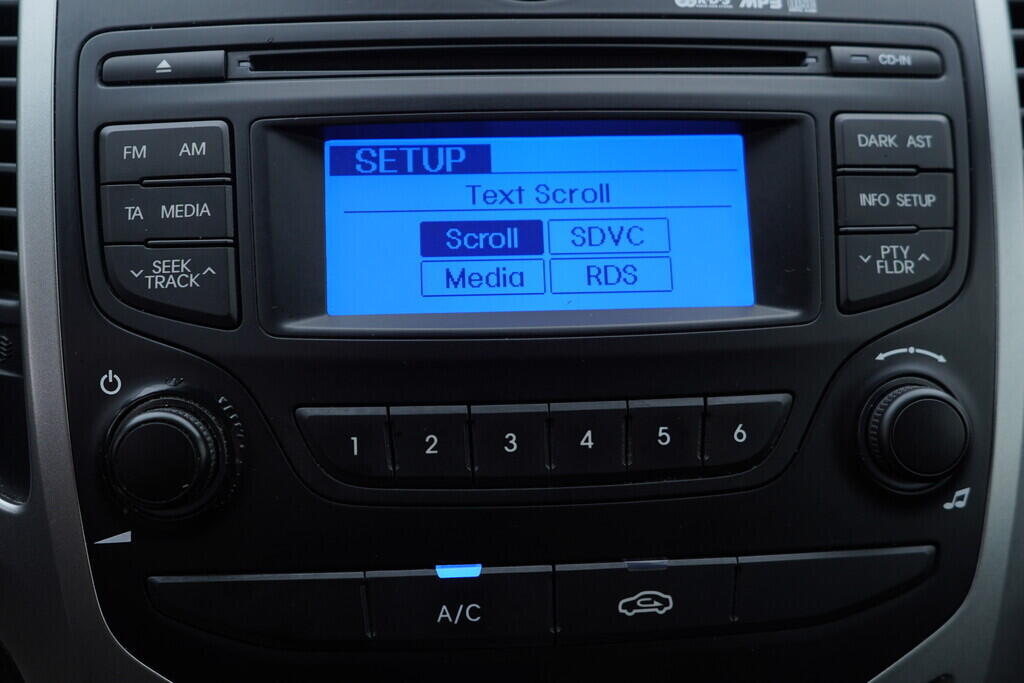 RDS MP3
CD-IN
FM AM
TA MEDIA
SEEK
TRACK
SETUP
Text Scroll
Scroll SDVC
Media RDS
DARK AST
INFO SETUP
PTY
FLDR
1 2 3 4 5 6
A/C